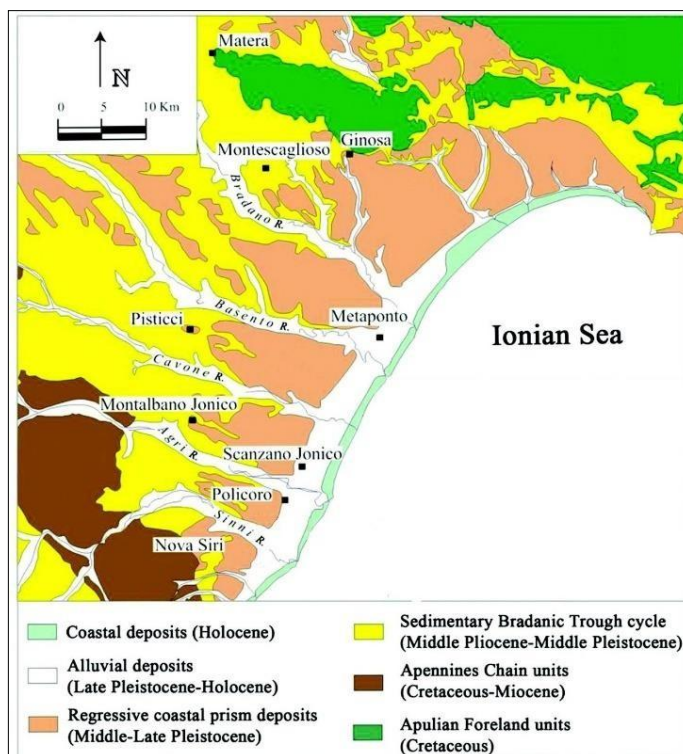 Matera
N
0 5 10 Km
Ginosa
Montescaglioso
Bradano R.
Metaponto
Basento R.
Pisticci
Ionian Sea
Cavone R.
Montalbano Jonico
Agri R.
Scanzano Jonico
Policoro
Sinni R.
Nova Siri
Coastal deposits (Holocene)
Alluvial deposits
(Late Pleistocene-Holocene)
Regressive coastal prism deposits
(Middle-Late Pleistocene)
Sedimentary Bradanic Trough cycle
(Middle Pliocene-Middle Pleistocene)
Apennines Chain units
(Cretaceous-Miocene)
Apulian Foreland units
(Cretaceous)